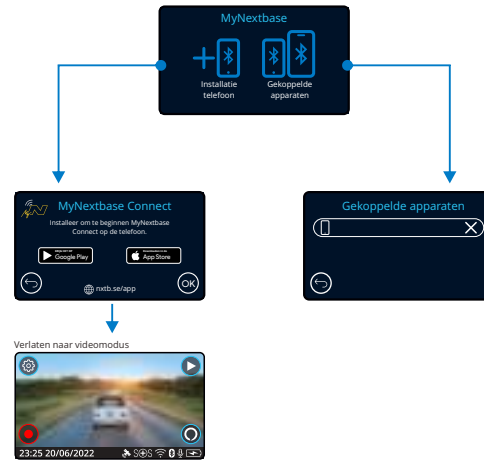 MyNextbase
Installatie
telefoon
Gekoppelde
apparaten
MyNextbase Connect
Installeer om te beginnen MyNextbase
Connect op de telefoon.
Google Play
App Store
nxtb.se/app
OK
Gekoppelde apparaten
Verlaten naar videomodus
23:25 20/06/2022
SOS